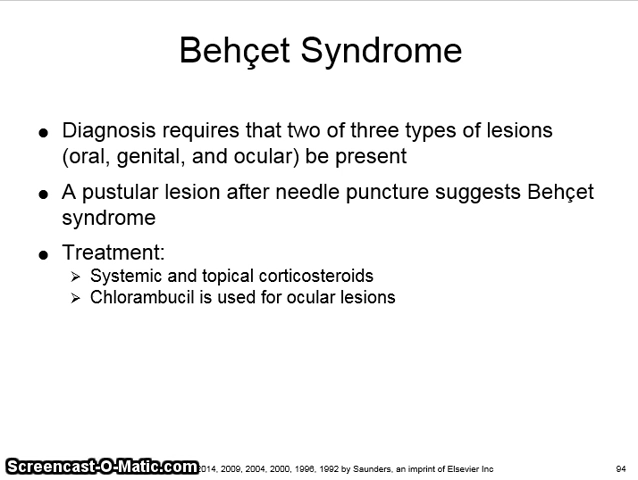 Behçet Syndrome
● Diagnosis requires that two of three types of lesions
(oral, genital, and ocular) be present
● A pustular lesion after needle puncture suggests Behçet
syndrome
● Treatment:
➢ Systemic and topical corticosteroids
➢ Chlorambucil is used for ocular lesions
Screencast-O-Matic.com 2014, 2009, 2004, 2000, 1996, 1992 by Saunders, an imprint of Elsevier Inc 94